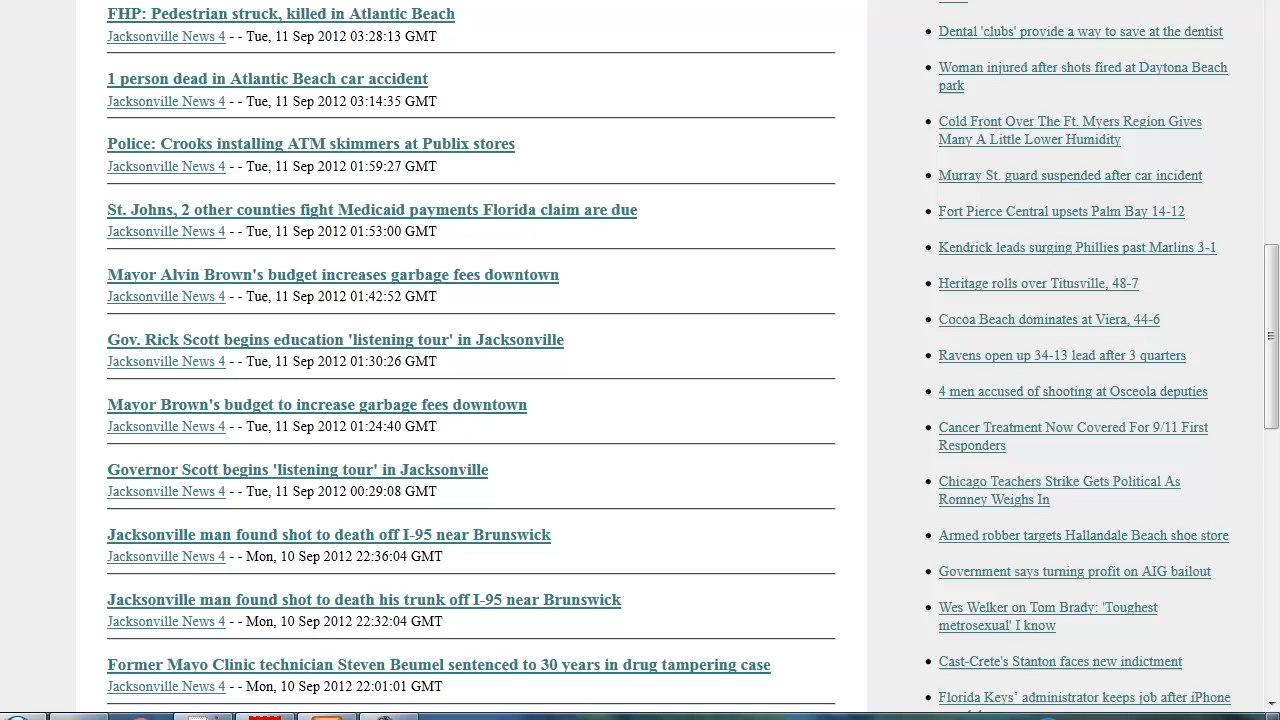 FHP: Pedestrian struck, killed in Atlantic Beach
Jacksonville News 4 - - Tue, 11 Sep 2012 03:28:13 GMT
1 person dead in Atlantic Beach car accident
Jacksonville News 4 - - Tue, 11 Sep 2012 03:14:35 GMT
Police: Crooks installing ATM skimmers at Publix stores
Jacksonville News 4 - - Tue, 11 Sep 2012 01:59:27 GMT
St. Johns, 2 other counties fight Medicaid payments Florida claim are due
Jacksonville News 4 - - Tue, 11 Sep 2012 01:53:00 GMT
Mayor Alvin Brown's budget increases garbage fees downtown
Jacksonville News 4 - - Tue, 11 Sep 2012 01:42:52 GMT
Gov. Rick Scott begins education 'listening tour' in Jacksonville
Jacksonville News 4 - - Tue, 11 Sep 2012 01:30:26 GMT
Mayor Brown's budget to increase garbage fees downtown
Jacksonville News 4 - - Tue, 11 Sep 2012 01:24:40 GMT
Governor Scott begins 'listening tour' in Jacksonville
Jacksonville News 4 - - Tue, 11 Sep 2012 00:29:08 GMT
Jacksonville man found shot to death off I-95 near Brunswick
Jacksonville News 4 - - Mon, 10 Sep 2012 22:36:04 GMT
Jacksonville man found shot to death his trunk off I-95 near Brunswick
Jacksonville News 4 - - Mon, 10 Sep 2012 22:32:04 GMT
Former Mayo Clinic technician Steven Beumel sentenced to 30 years in drug tampering case
Jacksonville News 4 - - Mon, 10 Sep 2012 22:01:01 GMT
Dental 'clubs' provide a way to save at the dentist
Woman injured after shots fired at Daytona Beach
park
Cold Front Over The Ft. Myers Region Gives
Many A Little Lower Humidity
Murray St. guard suspended after car incident
Fort Pierce Central upsets Palm Bay 14-12
Kendrick leads surging Phillies past Marlins 3-1
Heritage rolls over Titusville, 48-7
Cocoa Beach dominates at Viera, 44-6
Ravens open up 34-13 lead after 3 quarters
4 men accused of shooting at Osceola deputies
Cancer Treatment Now Covered For 9/11 First
Responders
Chicago Teachers Strike Gets Political As
Romney Weighs In
Armed robber targets Hallandale Beach shoe store
Government says turning profit on AIG bailout
Wes Welker on Tom Brady: 'Toughest
metrosexual' I know
Cast-Crete's Stanton faces new indictment
Florida Keys’ administrator keeps job after iPhone